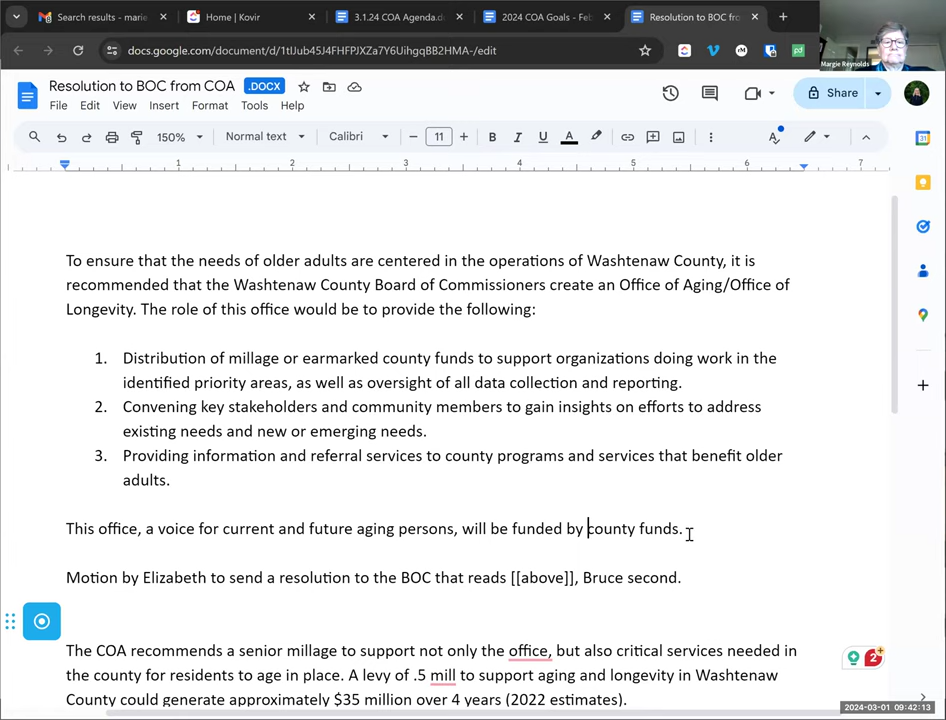 Search results - marie
Home | Kovir
3.1.24 COA Agenda.d
2024 COA Goals - Feb
Resolution to BOC fro
docs.google.com/document/d/1tUub45J4FHFPJXZa7Y6UihgqBB2HMA-/edit
Margie Reynolds
Resolution to BOC from COA
.DOCX
File Edit View Insert Format Tools Help
Share
150% Normal text Calibri 11 B I U A
1 2 3 4 5 6 7
31
To ensure that the needs of older adults are centered in the operations of Washtenaw County, it is
recommended that the Washtenaw County Board of Commissioners create an Office of Aging/Office of
Longevity. The role of this office would be to provide the following:
1. Distribution of millage or earmarked county funds to support organizations doing work in the
identified priority areas, as well as oversight of all data collection and reporting.
2. Convening key stakeholders and community members to gain insights on efforts to address
existing needs and new or emerging needs.
3. Providing information and referral services to county programs and services that benefit older
adults.
This office, a voice for current and future aging persons, will be funded by county funds.
Motion by Elizabeth to send a resolution to the BOC that reads [[above]], Bruce second.
The COA recommends a senior millage to support not only the office, but also critical services needed in
the county for residents to age in place. A levy of .5 mill to support aging and longevity in Washtenaw
County could generate approximately $35 million over 4 years (2022 estimates).
2
2024-03-01 09:42:13